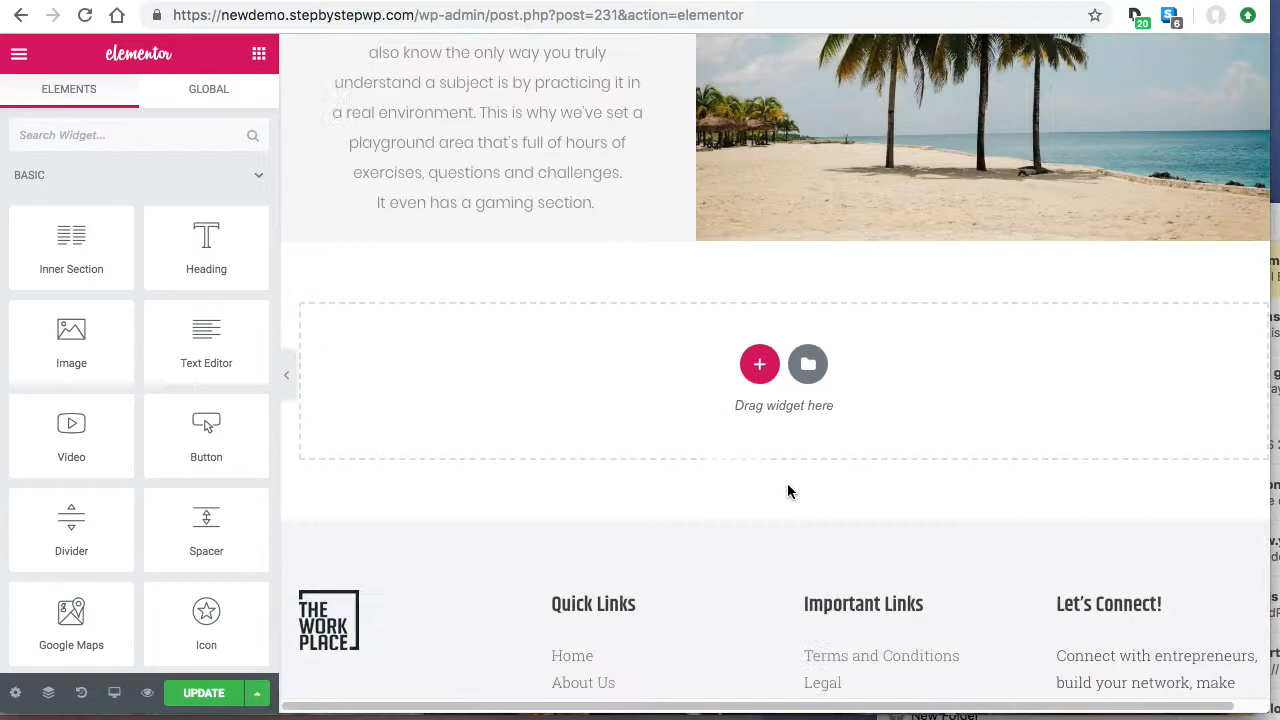 https://newdemo.stepbystepwp.com/wp-admin/post.php?post=231&action=elementor
20
6
elementor
ELEMENTS
GLOBAL
Search Widget...
BASIC
Inner Section
Heading
Image
Text Editor
Video
Button
Divider
Spacer
Google Maps
Icon
UPDATE
also know the only way you truly
understand a subject is by practicing it in
a real environment. This is why we've set a
playground area that's full of hours of
exercises, questions and challenges.
It even has a gaming section.
Drag widget here
THE
WORK
PLACE
Quick Links
Home
About Us
Important Links
Terms and Conditions
Legal
Let's Connect!
Connect with entrepreneurs,
build your network, make
New Folder